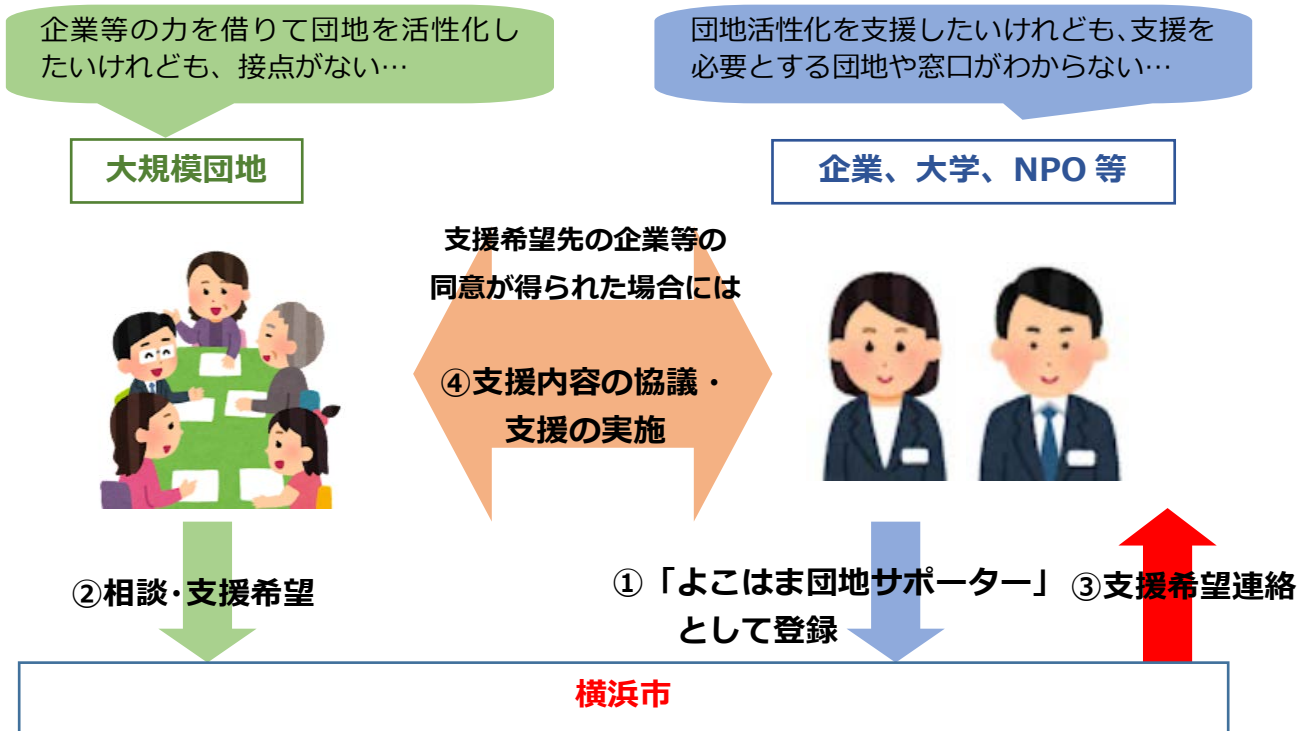 企業等の力を借りて団地を活性化し
たいけれども、接点がない…
団地活性化を支援したいけれども、支援を
必要とする団地や窓口がわからない…
大規模団地
企業、大学、NPO 等
支援希望先の企業等の
同意が得られた場合には
④支援内容の協議・
支援の実施
②相談・支援希望
①「よこはま団地サポーター」
として登録
③支援希望連絡
横浜市